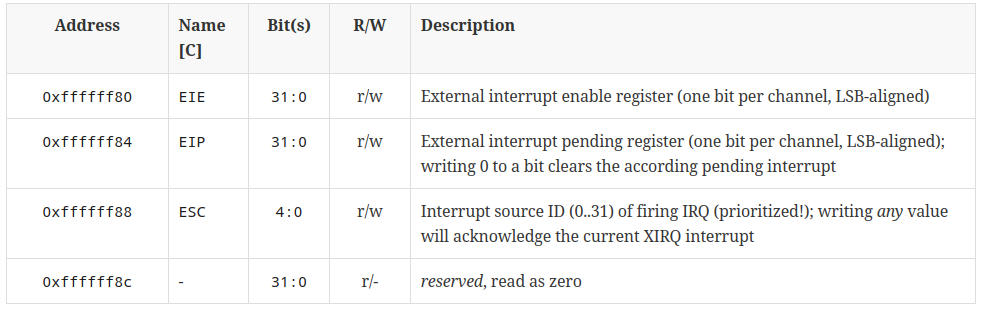 Address Name [C] Bit(s) R/W Description
0xffffff80 EIE 31:0 r/w External interrupt enable register (one bit per channel, LSB-aligned)
0xffffff84 EIP 31:0 r/w External interrupt pending register (one bit per channel, LSB-aligned);
writing 0 to a bit clears the according pending interrupt
0xffffff88 ESC 4:0 r/w Interrupt source ID (0..31) of firing IRQ (prioritized!); writing any value
will acknowledge the current XIRQ interrupt
0xffffff8c - 31:0 r/- reserved, read as zero